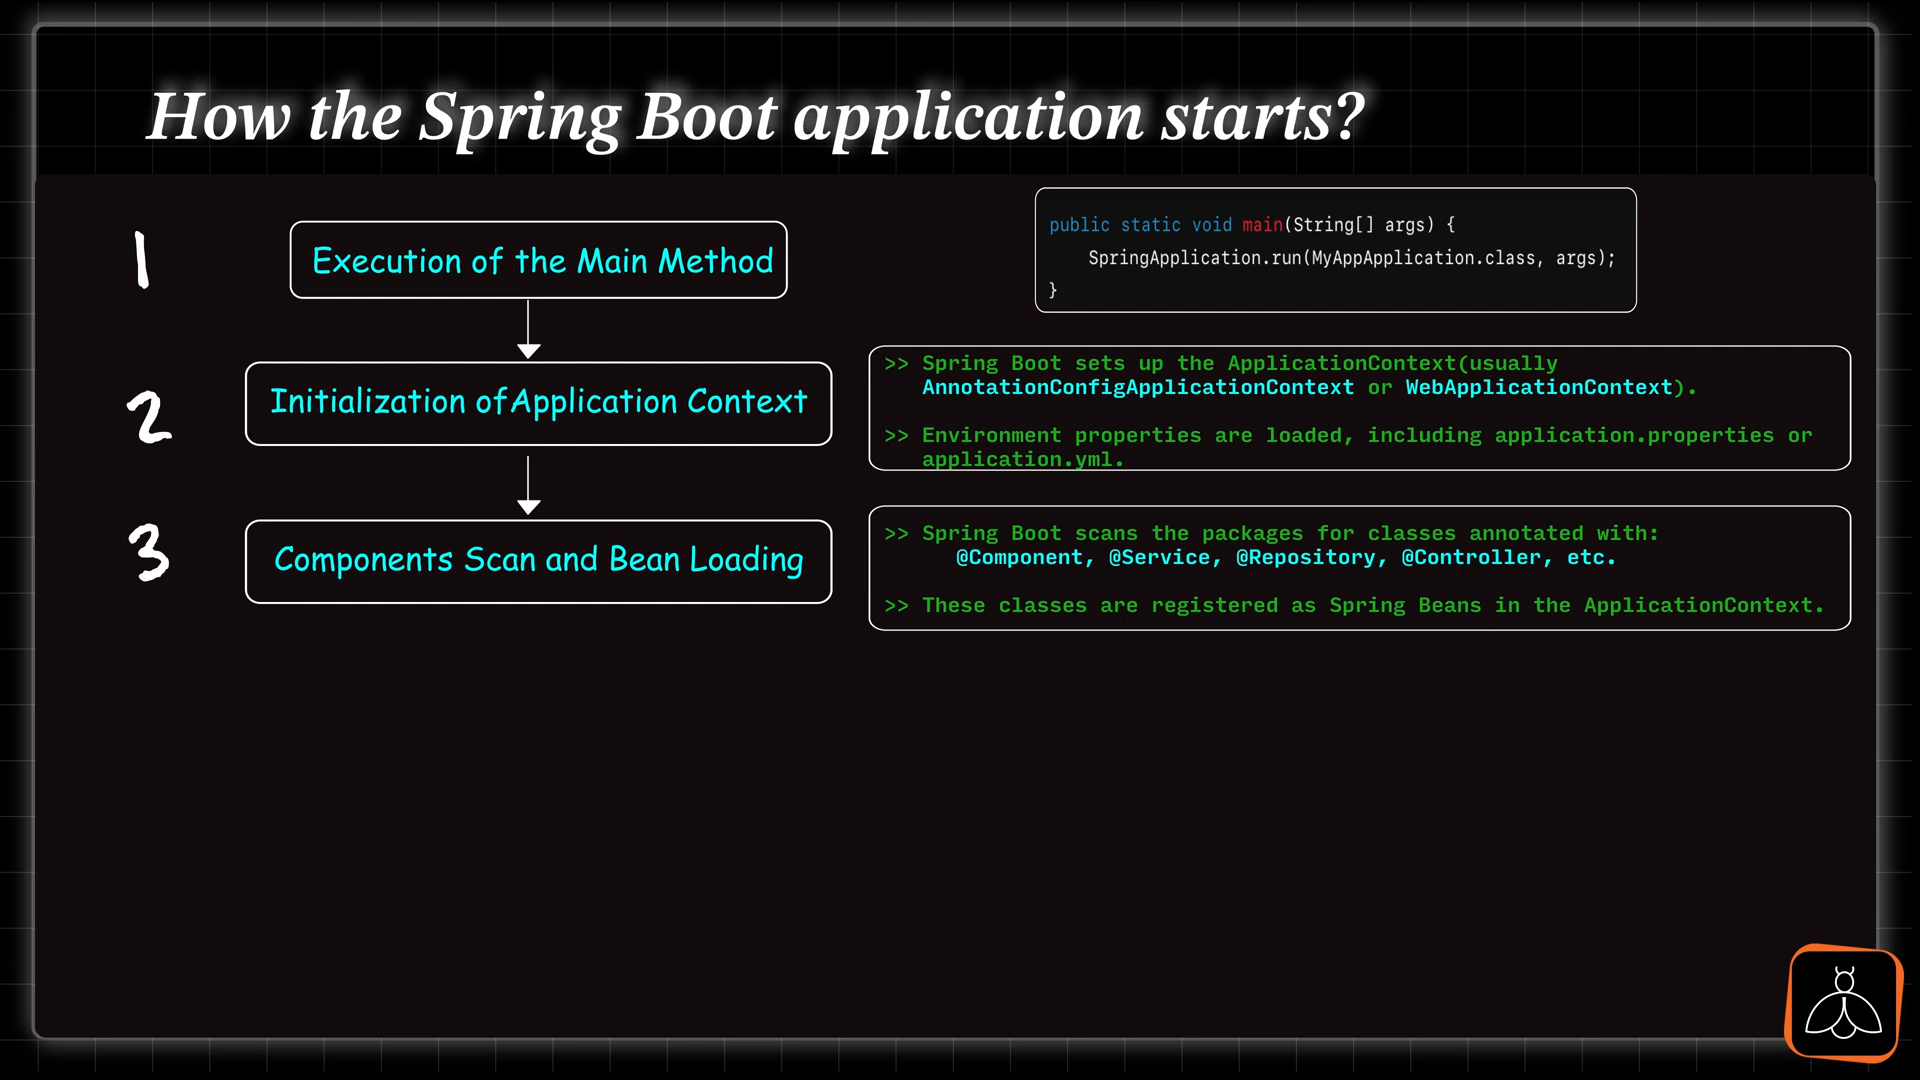 How the Spring Boot application starts?
1
Execution of the Main Method
public static void main(String[] args) {
SpringApplication.run(MyAppApplication.class, args);
}
2
Initialization ofApplication Context
>> Spring Boot sets up the ApplicationContext(usually
AnnotationConfigApplicationContext or WebApplicationContext).
>> Environment properties are loaded, including application.properties or
application.yml.
3
Components Scan and Bean Loading
>> Spring Boot scans the packages for classes annotated with:
@Component, @Service, @Repository, @Controller, etc.
>> These classes are registered as Spring Beans in the ApplicationContext.